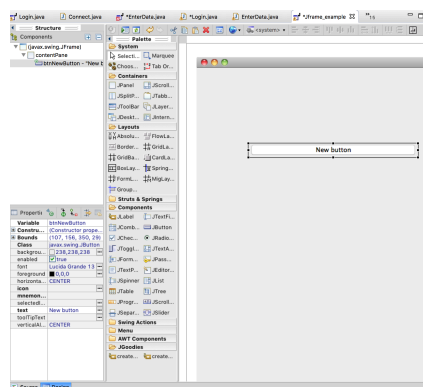 Login.java
Connect.java
*EnterData.java
*Login.java
EnterData.java
*Jframe_example
Structure
Components
(javax.swing.JFrame)
contentPane
btnNewButton - "New b
Palette
<system>
System
Selecti...
Marquee
Choos...
Tab Or...
Containers
JPanel
JScroll...
JSplitP...
JTabb...
JToolBar
JLayer...
JDeskt...
JIntern...
Layouts
Absolu...
FlowLa...
Border...
GridLa...
GridBa...
CardLa...
BoxLay...
Spring...
FormL...
MigLay...
Group...
Struts & Springs
Components
JLabel
JTextFi...
JComb...
JButton
JChec...
JRadio...
JToggl...
JTextA...
JForm...
JPass...
JTextP...
JEditor...
JSpinner
JList
JTable
JTree
JProgr...
JScroll...
JSepar...
JSlider
Swing Actions
Menu
AWT Components
JGoodies
create...
create...
New button
Propertie
Variable btnNewButton
Constru... (Constructor prope...
Bounds (107, 156, 350, 29)
Class javax.swing.JButton
backgrou... 238,238,238
enabled true
font Lucida Grande 13
foreground 0,0,0
horizonta... CENTER
icon
mnemon...
selectedI...
text New button
toolTipText
verticalAl... CENTER